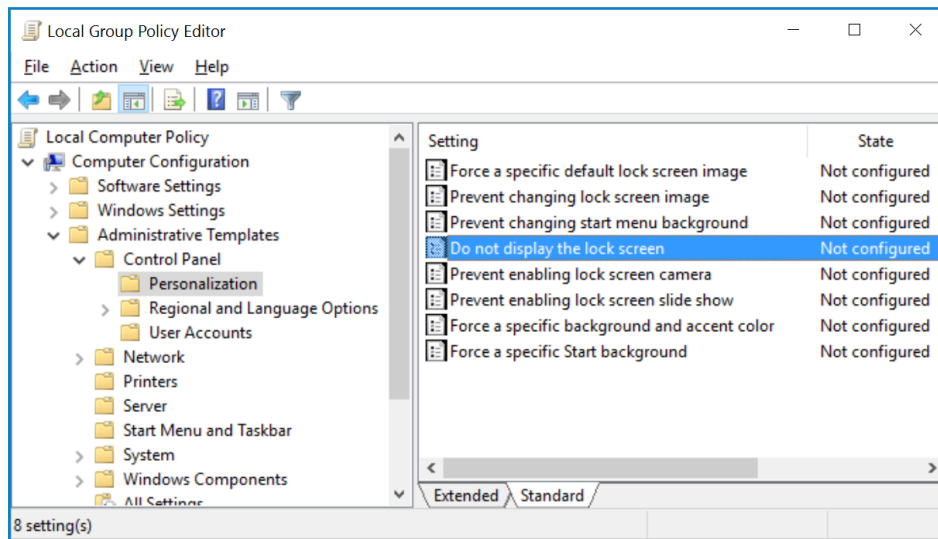 Local Group Policy Editor
File Action View Help
Local Computer Policy
Computer Configuration
Software Settings
Windows Settings
Administrative Templates
Control Panel
Personalization
Regional and Language Options
User Accounts
Network
Printers
Server
Start Menu and Taskbar
System
Windows Components
All Settings
Setting State
Force a specific default lock screen image Not configured
Prevent changing lock screen image Not configured
Prevent changing start menu background Not configured
Do not display the lock screen Not configured
Prevent enabling lock screen camera Not configured
Prevent enabling lock screen slide show Not configured
Force a specific background and accent color Not configured
Force a specific Start background Not configured
Extended Standard
8 setting(s)